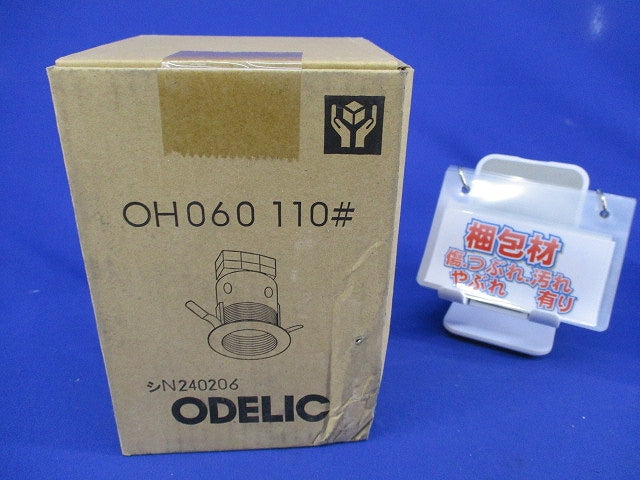 OH060 110#
シN240206
ODELIC
梱包材
傷.つぶれ.汚れ
やぶれ 有り